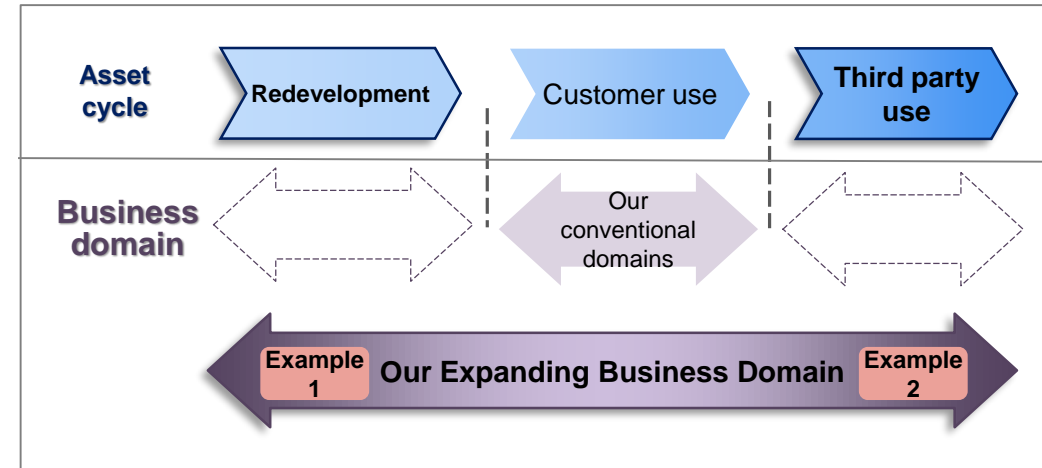 Asset
cycle
Redevelopment
Customer use
Third party
use
Business
domain
Our
conventional
domains
Example
1
Our Expanding Business Domain
Example
2